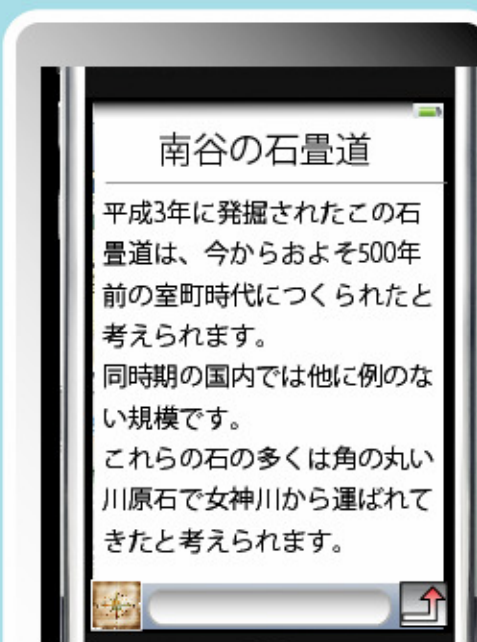 南谷の石畳道
平成3年に発掘されたこの石
畳道は、今からおよそ500年
前の室町時代につくられたと
考えられます。
同時期の国内では他に例のな
い規模です。
これらの石の多くは角の丸い
川原石で女神川から運ばれて
きたと考えられます。